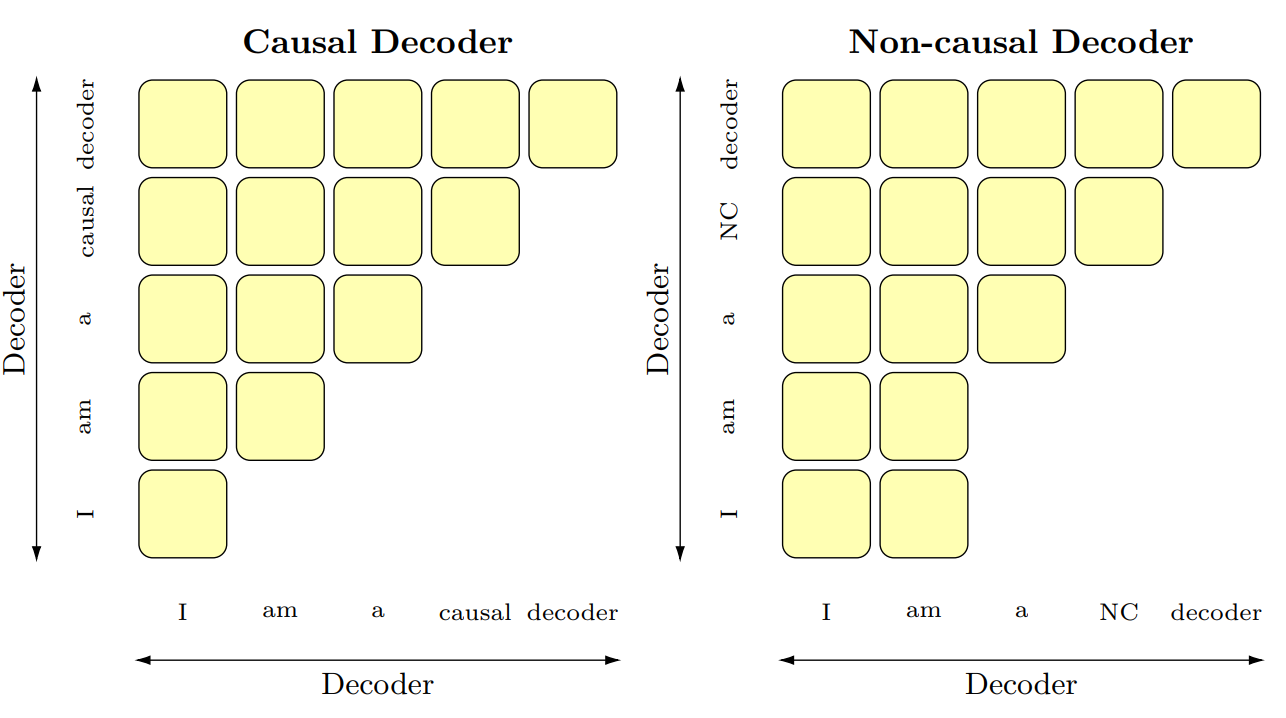 Causal Decoder
Decoder
decoder
causal
a
am
I
I am a causal decoder
Decoder
Non-causal Decoder
Decoder
decoder
NC
a
am
I
I am a NC decoder
Decoder